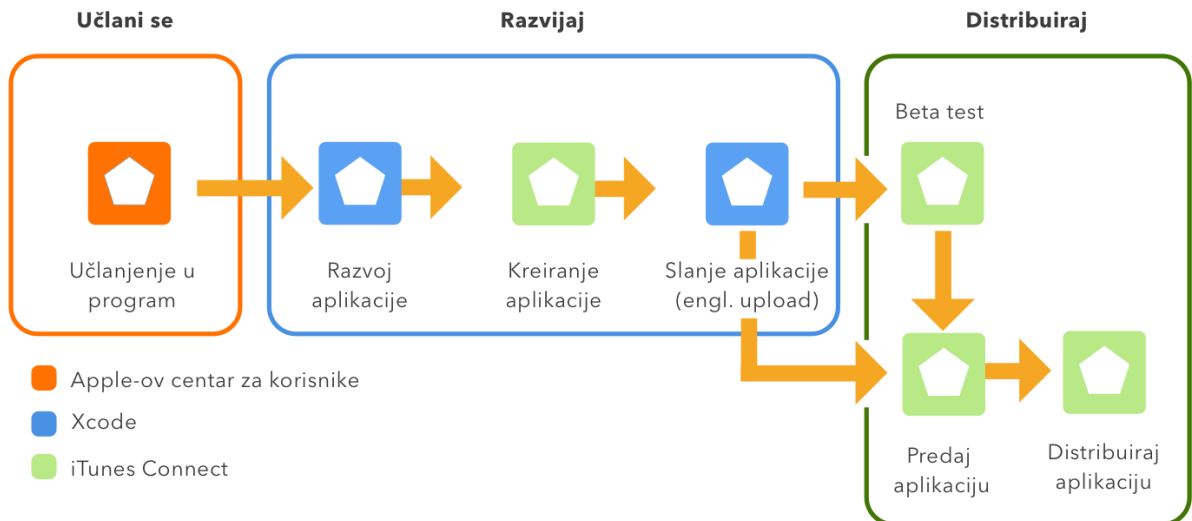 Učlani se
Razvijaj
Distribuiraj
Beta test
Učlanjenje u
program
Razvoj
aplikacije
Kreiranje
aplikacije
Slanje aplikacije
(engl. upload)
Apple-ov centar za korisnike
Xcode
iTunes Connect
Predaj
aplikaciju
Distribuiraj
aplikaciju